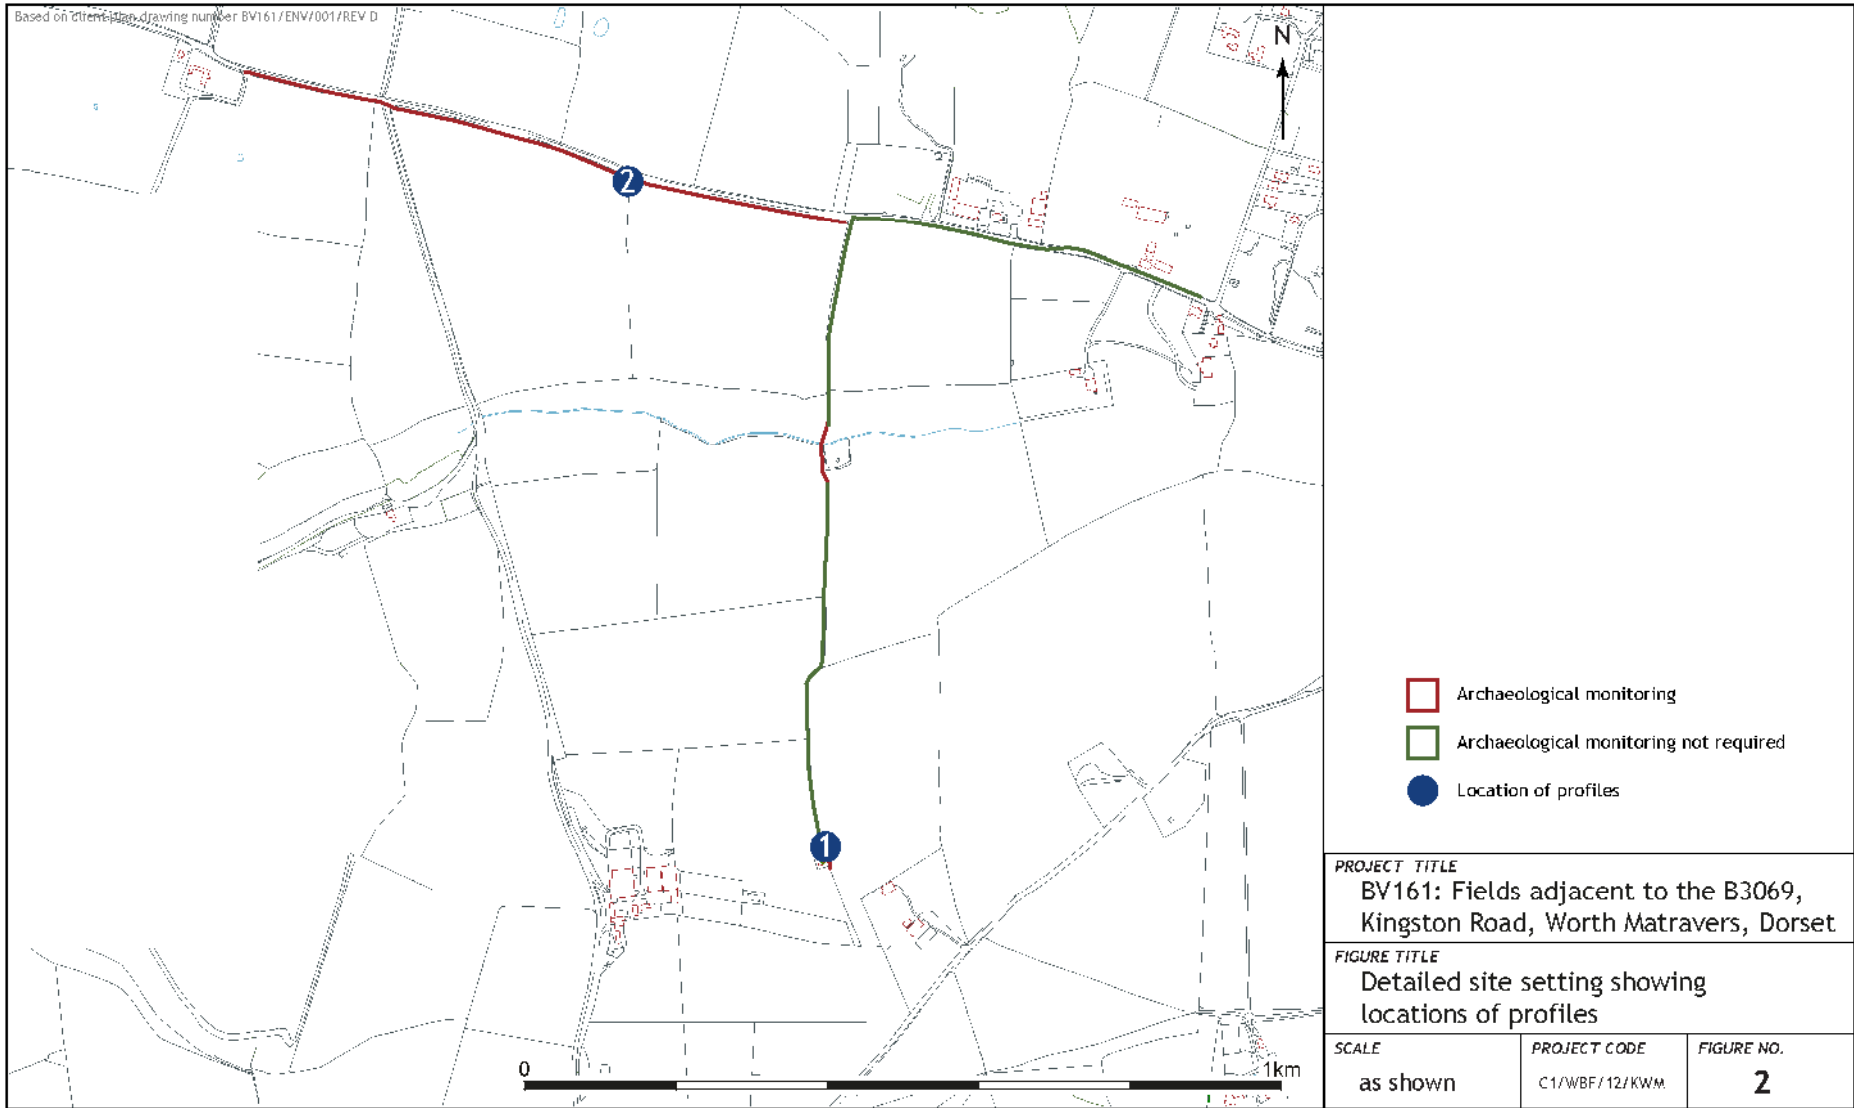 Based on client plan drawing number BV161/ENV/001/REV D
N
2
1
0
1km
Archaeological monitoring
Archaeological monitoring not required
Location of profiles
PROJECT TITLE
BV161: Fields adjacent to the B3069,
Kingston Road, Worth Matravers, Dorset
FIGURE TITLE
Detailed site setting showing
locations of profiles
SCALE
as shown
PROJECT CODE
C1/WBF/12/KWM
FIGURE NO.
2